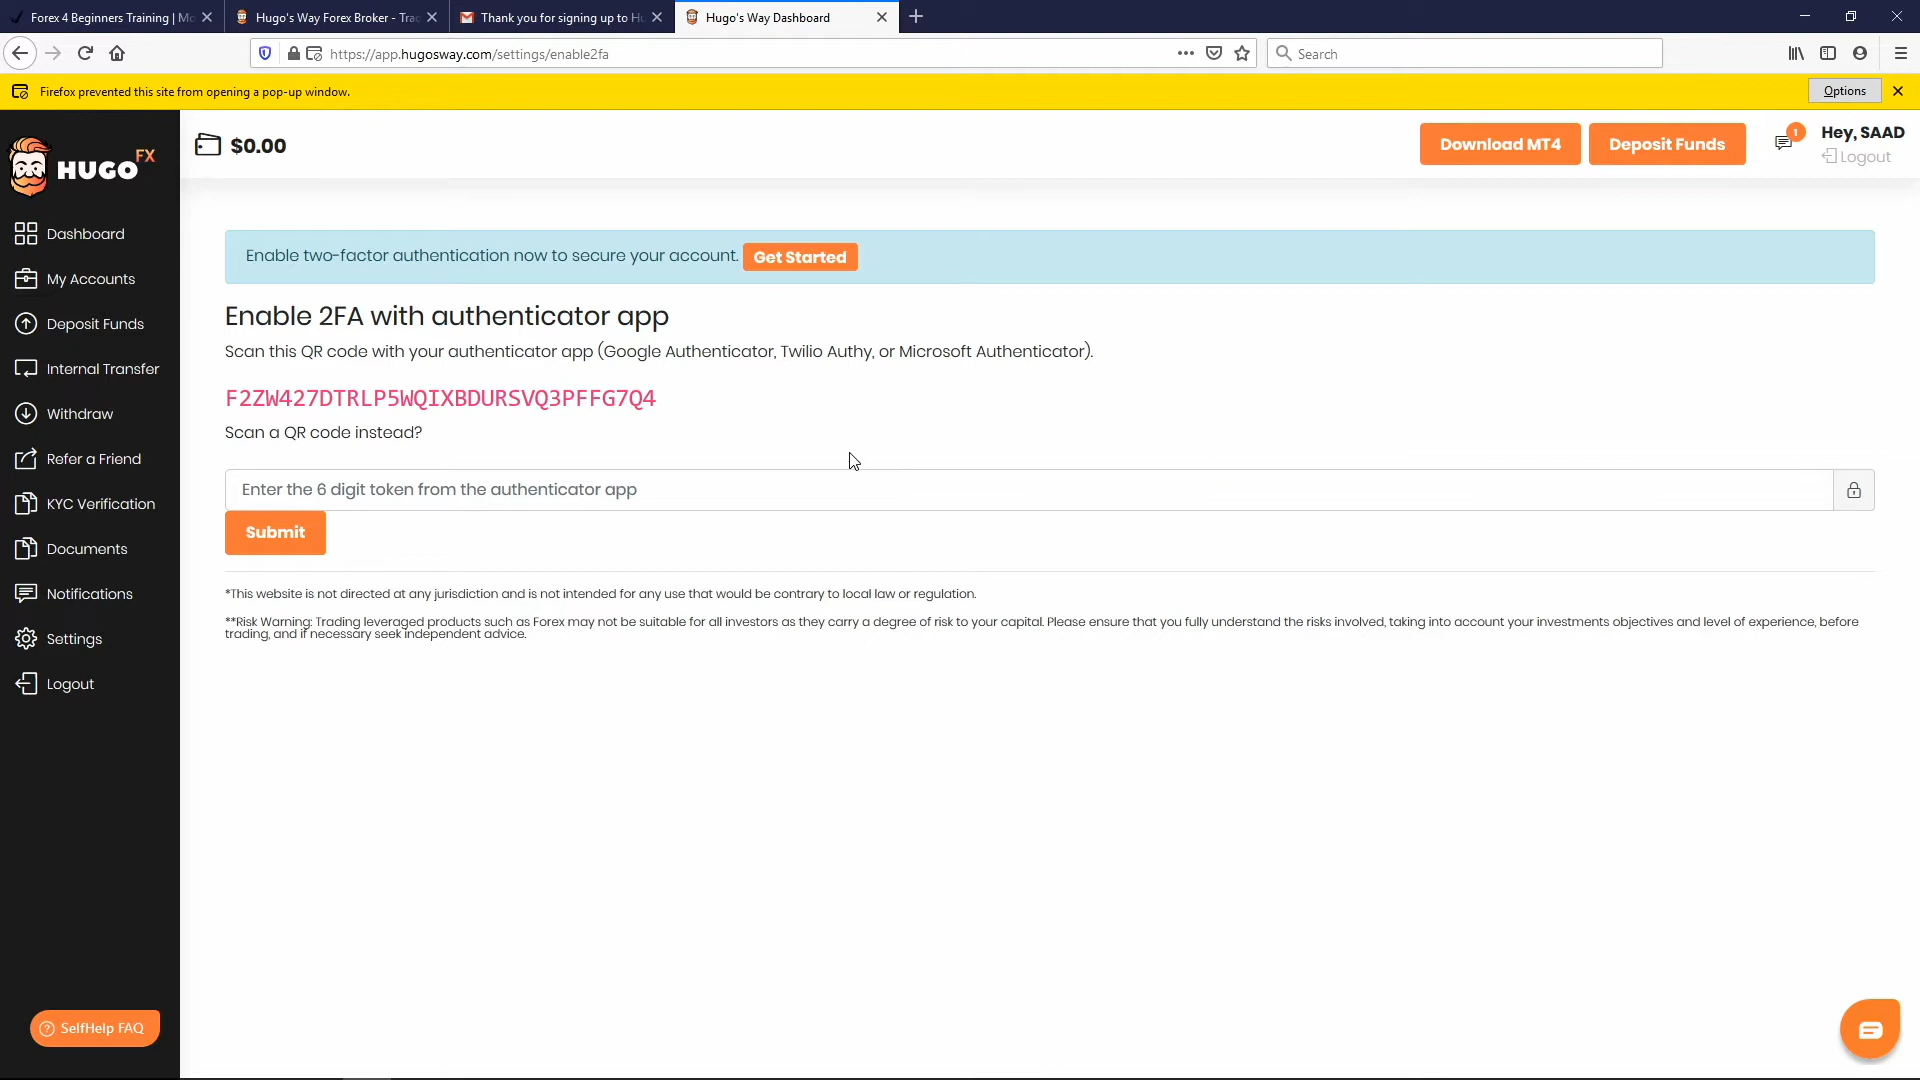 Forex 4 Beginners Training | Mo
Hugo's Way Forex Broker - Trad
Thank you for signing up to Hu
Hugo's Way Dashboard
https://app.hugosway.com/settings/enable2fa
Search
Firefox prevented this site from opening a pop-up window.
Options
HUGO FX
$0.00
Download MT4
Deposit Funds
1
Hey, SAAD
Logout
Dashboard
My Accounts
Deposit Funds
Internal Transfer
Withdraw
Refer a Friend
KYC Verification
Documents
Notifications
Settings
Logout
Enable two-factor authentication now to secure your account. Get Started
Enable 2FA with authenticator app
Scan this QR code with your authenticator app (Google Authenticator, Twilio Authy, or Microsoft Authenticator).
F2ZW427DTRLP5WQIXBDURSVQ3PFFG7Q4
Scan a QR code instead?
Enter the 6 digit token from the authenticator app
Submit
*This website is not directed at any jurisdiction and is not intended for any use that would be contrary to local law or regulation.
**Risk Warning: Trading leveraged products such as Forex may not be suitable for all investors as they carry a degree of risk to your capital. Please ensure that you fully understand the risks involved, taking into account your investments objectives and level of experience, before
trading, and if necessary seek independent advice.
SelfHelp FAQ